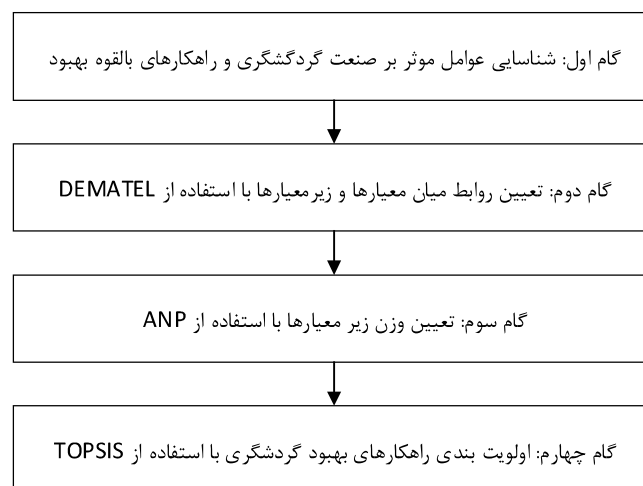 گام اول: شناسایی عوامل موثر بر صنعت گردگشگری و راهکارهای بالقوه بهبود
گام دوم: تعیین روابط میان معیارها و زیرمعیارها با استفاده از DEMATEL
گام سوم: تعیین وزن زیر معیارها با استفاده از ANP
گام چهارم: اولویت بندی راهکارهای بهبود گردشگری با استفاده از TOPSIS